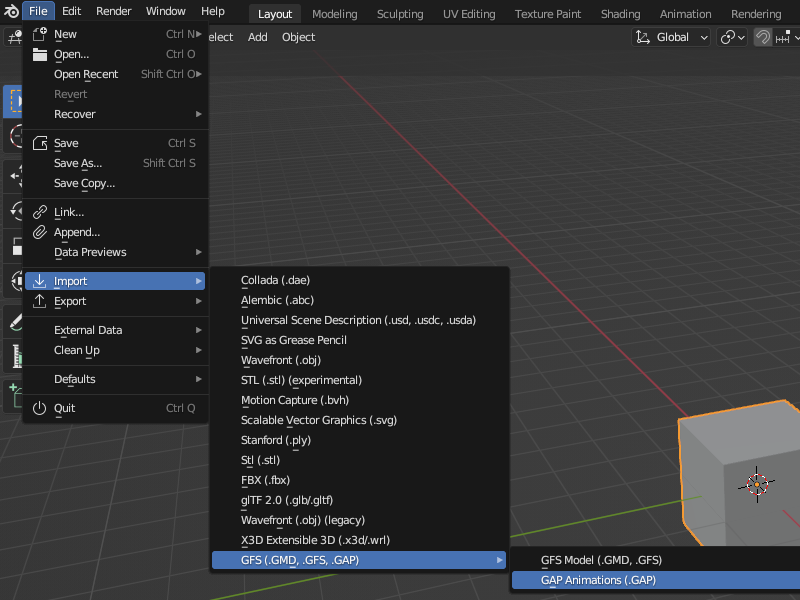 File Edit Render Window Help Layout Modeling Sculpting UV Editing Texture Paint Shading Animation Rendering
elect Add Object Global
New Ctrl N
Open... Ctrl O
Open Recent Shift Ctrl O
Revert
Recover
Save Ctrl S
Save As... Shift Ctrl S
Save Copy...
Link...
Append...
Data Previews
Import
Export
External Data
Clean Up
Defaults
Quit Ctrl Q
Collada (.dae)
Alembic (.abc)
Universal Scene Description (.usd, .usdc, .usda)
SVG as Grease Pencil
Wavefront (.obj)
STL (.stl) (experimental)
Motion Capture (.bvh)
Scalable Vector Graphics (.svg)
Stanford (.ply)
Stl (.stl)
FBX (.fbx)
glTF 2.0 (.glb/.gltf)
Wavefront (.obj) (legacy)
X3D Extensible 3D (.x3d/.wrl)
GFS (.GMD, .GFS, .GAP)
GFS Model (.GMD, .GFS)
GAP Animations (.GAP)